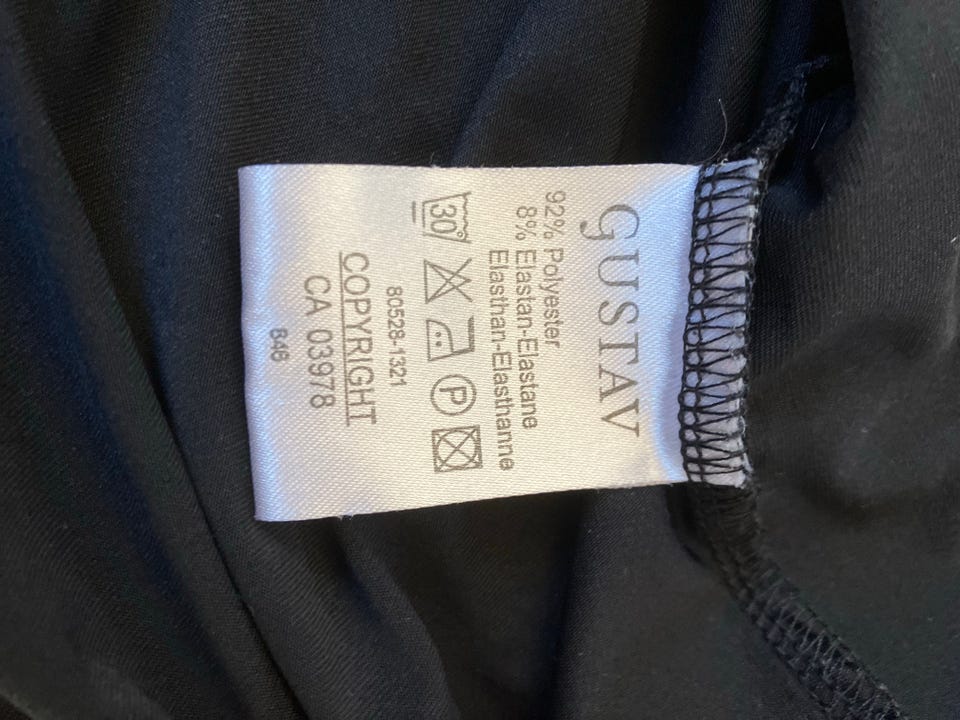 GUSTAV
92% Polyester
8% Elastan-Elastane
Elasthan-Elasthanne
30°
P
80528-1321
COPYRIGHT
CA 03978
846